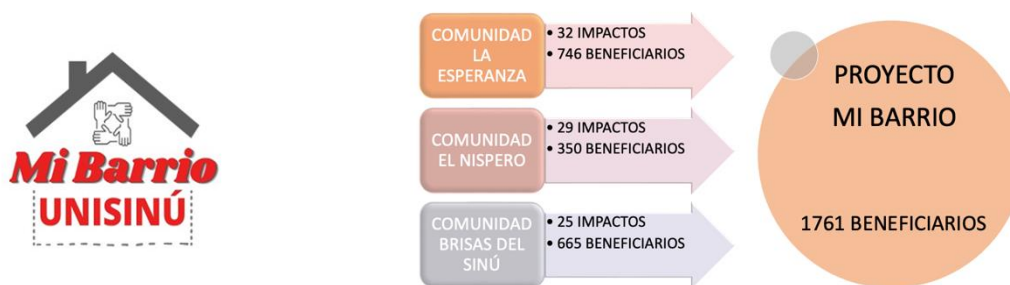 Mi Barrio
UNISINÚ
COMUNIDAD
LA
ESPERANZA
• 32 IMPACTOS
• 746 BENEFICIARIOS
COMUNIDAD
EL NISPERO
• 29 IMPACTOS
• 350 BENEFICIARIOS
COMUNIDAD
BRISAS DEL
SINÚ
• 25 IMPACTOS
• 665 BENEFICIARIOS
PROYECTO
MI BARRIO
1761 BENEFICIARIOS